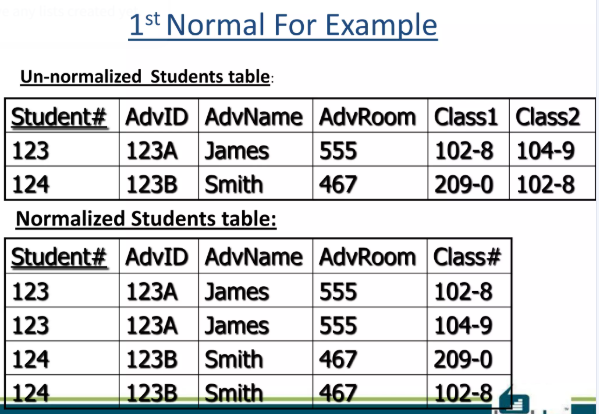 1st Normal For Example
Un-normalized Students table:
Student# AdvID AdvName AdvRoom Class1 Class2
123 123A James 555 102-8 104-9
124 123B Smith 467 209-0 102-8
Normalized Students table:
Student# AdvID AdvName AdvRoom Class#
123 123A James 555 102-8
123 123A James 555 104-9
124 123B Smith 467 209-0
124 123B Smith 467 102-8